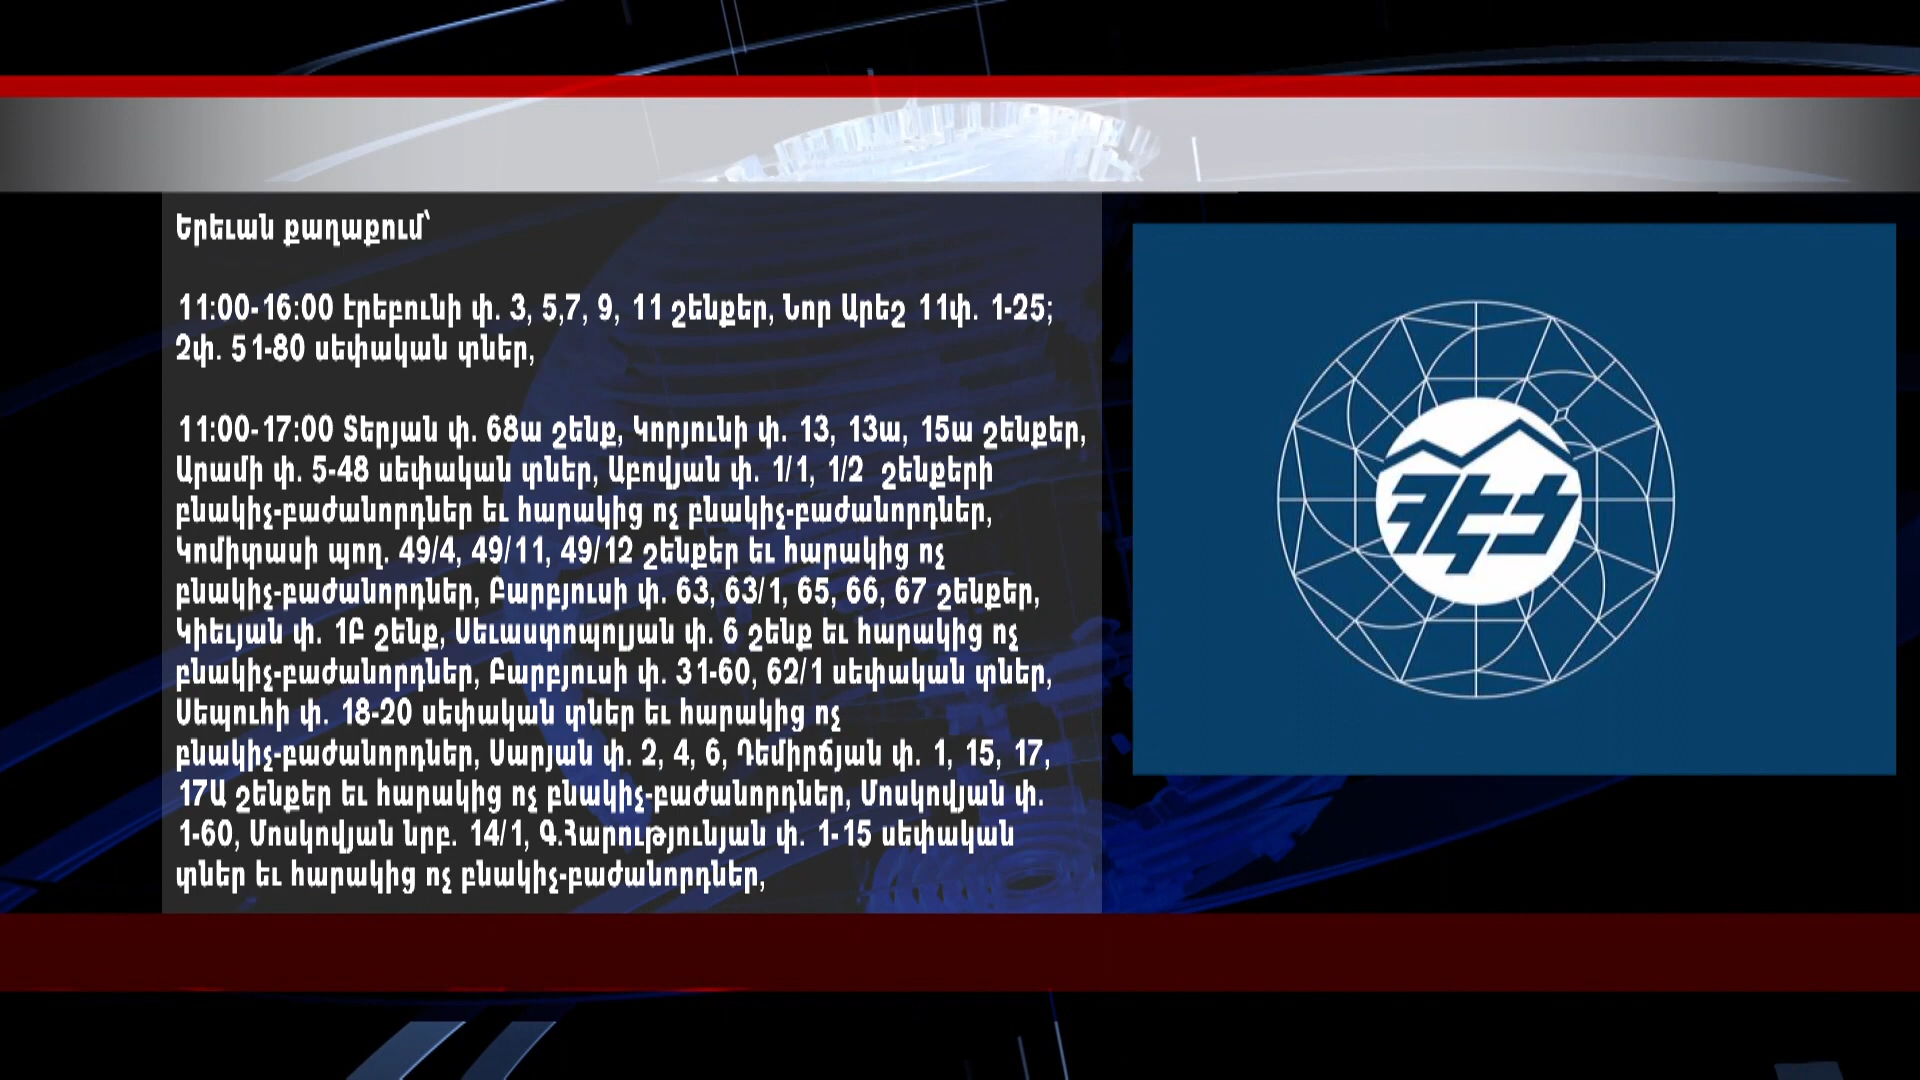 Երեւան քաղաքում՝
11:00-16:00 Էրեբունի փ. 3, 5,7, 9, 11 շենքեր, Նոր Արեշ 11փ. 1-25;
2փ. 51-80 սեփական տներ,
11:00-17:00 Տերյան փ. 68ա շենք, Կորյունի փ. 13, 13ա, 15ա շենքեր,
Արամի փ. 5-48 սեփական տներ, Աբովյան փ. 1/1, 1/2 շենքերի
բնակիչ-բաժանորդներ եւ հարակից ոչ բնակիչ-բաժանորդներ,
Կոմիտասի պող. 49/4, 49/11, 49/12 շենքեր եւ հարակից ոչ
բնակիչ-բաժանորդներ, Բարբյուսի փ. 63, 63/1, 65, 66, 67 շենքեր,
Կիեւյան փ. 1Բ շենք, Սեւաստոպոլյան փ. 6 շենք եւ հարակից ոչ
բնակիչ-բաժանորդներ, Բարբյուսի փ. 31-60, 62/1 սեփական տներ,
Սեպուհի փ. 18-20 սեփական տներ եւ հարակից ոչ
բնակիչ-բաժանորդներ, Սարյան փ. 2, 4, 6, Դեմիրճյան փ. 1, 15, 17,
17Ա շենքեր եւ հարակից ոչ բնակիչ-բաժանորդներ, Մոսկովյան փ.
1-60, Մոսկովյան նրբ. 14/1, Գ.Հարությունյան փ. 1-15 սեփական
տներ եւ հարակից ոչ բնակիչ-բաժանորդներ,
ՀԷՑ